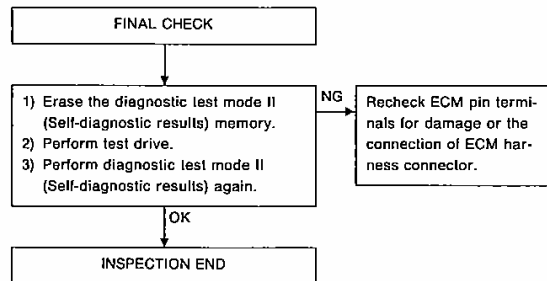 FINAL CHECK
1) Erase the diagnostic test mode II
(Self-diagnostic results) memory.
2) Perform test drive.
3) Perform diagnostic test mode II
(Self-diagnostic results) again.
NG
Recheck ECM pin termi-
nals for damage or the
connection of ECM har-
ness connector.
OK
INSPECTION END